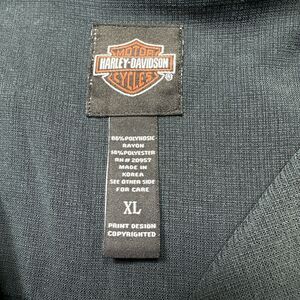 MOTOR
HARLEY-DAVIDSON
CYCLES
®
86% POLYNOSIC
RAYON
14% POLYESTER
RN# 20957
MADE IN
KOREA
SEE OTHER SIDE
FOR CARE
XL
PRINT DESIGN
COPYRIGHTED